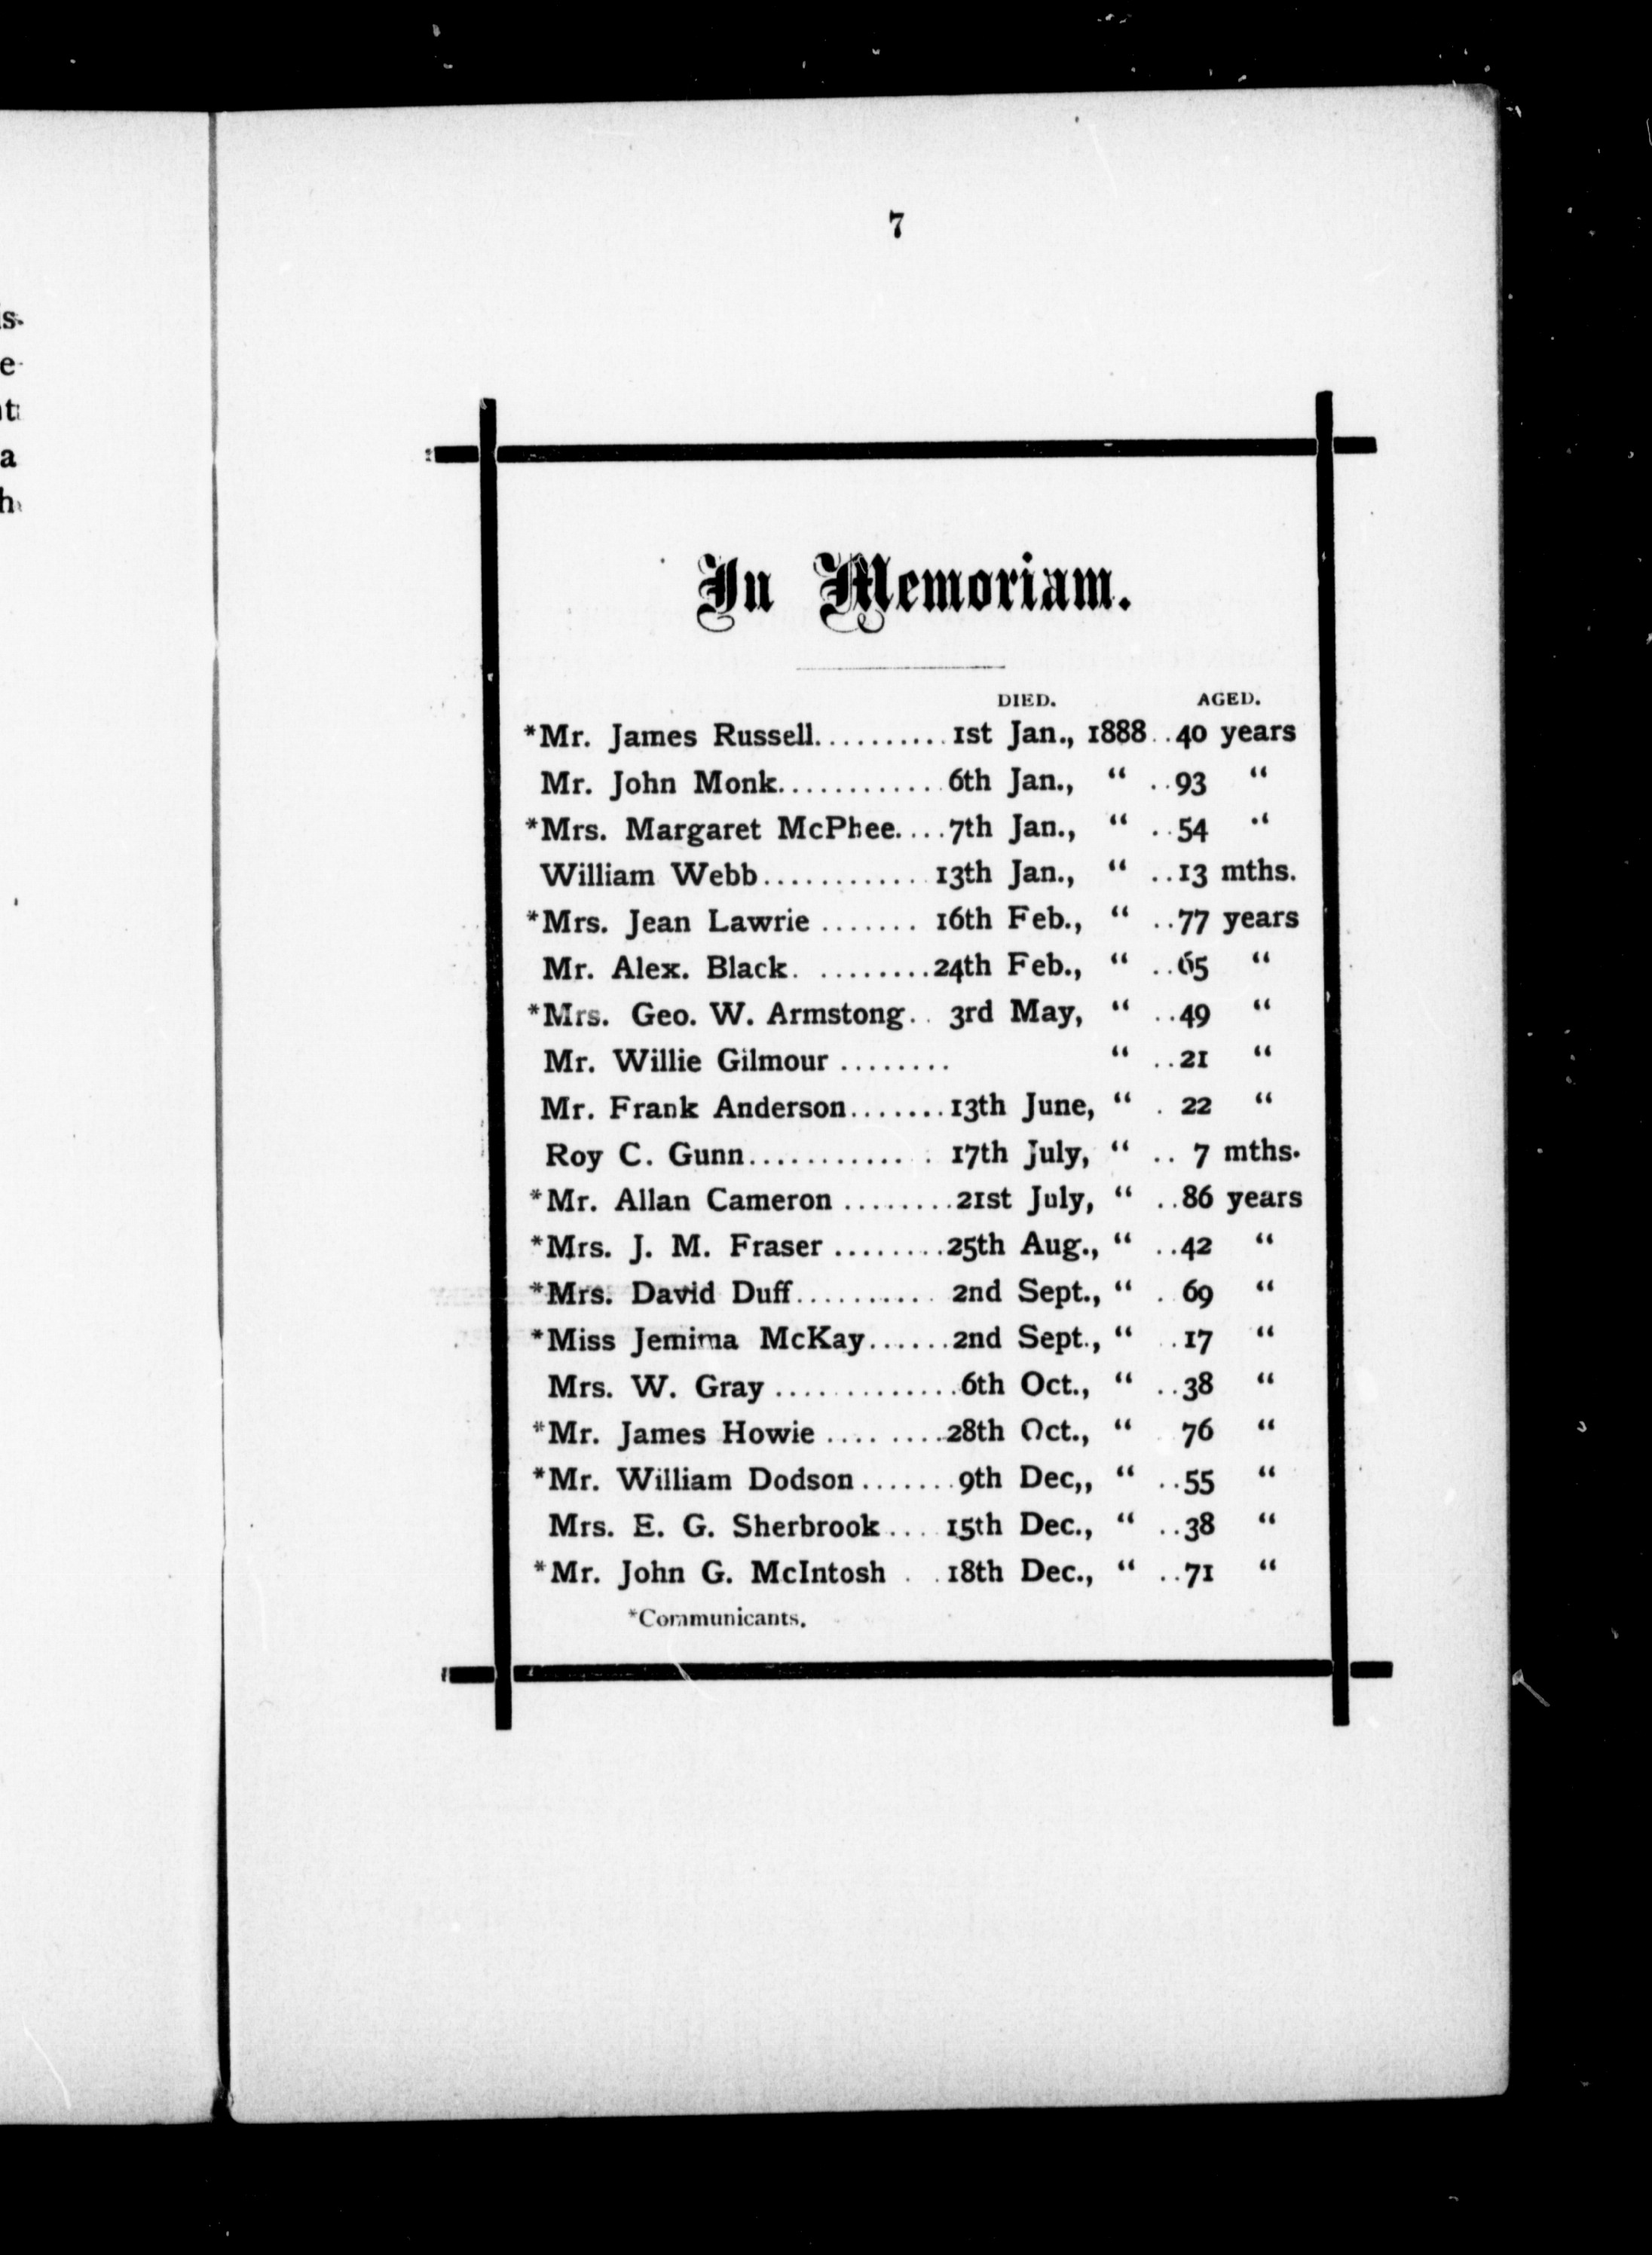 7
In Memoriam.
DIED. AGED.
*Mr. James Russell..........1st Jan., 1888..40 years
Mr. John Monk............6th Jan., “ ..93 “
*Mrs. Margaret McPhee....7th Jan., “ ..54 “
William Webb............13th Jan., “ ..13 mths.
*Mrs. Jean Lawrie .......16th Feb., “ ..77 years
Mr. Alex. Black. ........24th Feb., “ ..65 “
*Mrs. Geo. W. Armstong.. 3rd May, “ ..49 “
Mr. Willie Gilmour ........ “ ..21 “
Mr. Frank Anderson.......13th June, “ . 22 “
Roy C. Gunn............ . 17th July, “ .. 7 mths.
*Mr. Allan Cameron ........21st July, “ ..86 years
*Mrs. J. M. Fraser ........25th Aug., “ ..42 “
*Mrs. David Duff.......... 2nd Sept., “ . 69 “
*Miss Jemima McKay......2nd Sept., “ ..17 “
Mrs. W. Gray .............6th Oct., “ ..38 “
*Mr. James Howie ........28th Oct., “ 76 “
*Mr. William Dodson.......9th Dec,, “ ..55 “
Mrs. E. G. Sherbrook.... 15th Dec., “ ..38 “
*Mr. John G. McIntosh . .18th Dec., “ ..71 “
*Communicants.